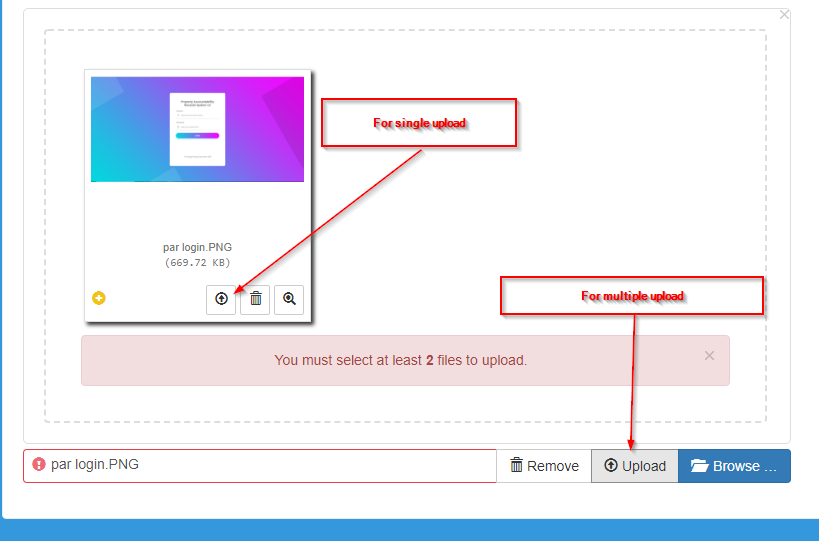 ×
For single upload
par login.PNG
(669.72 KB)
For multiple upload
You must select at least 2 files to upload.
×
par login.PNG
Remove
Upload
Browse ...